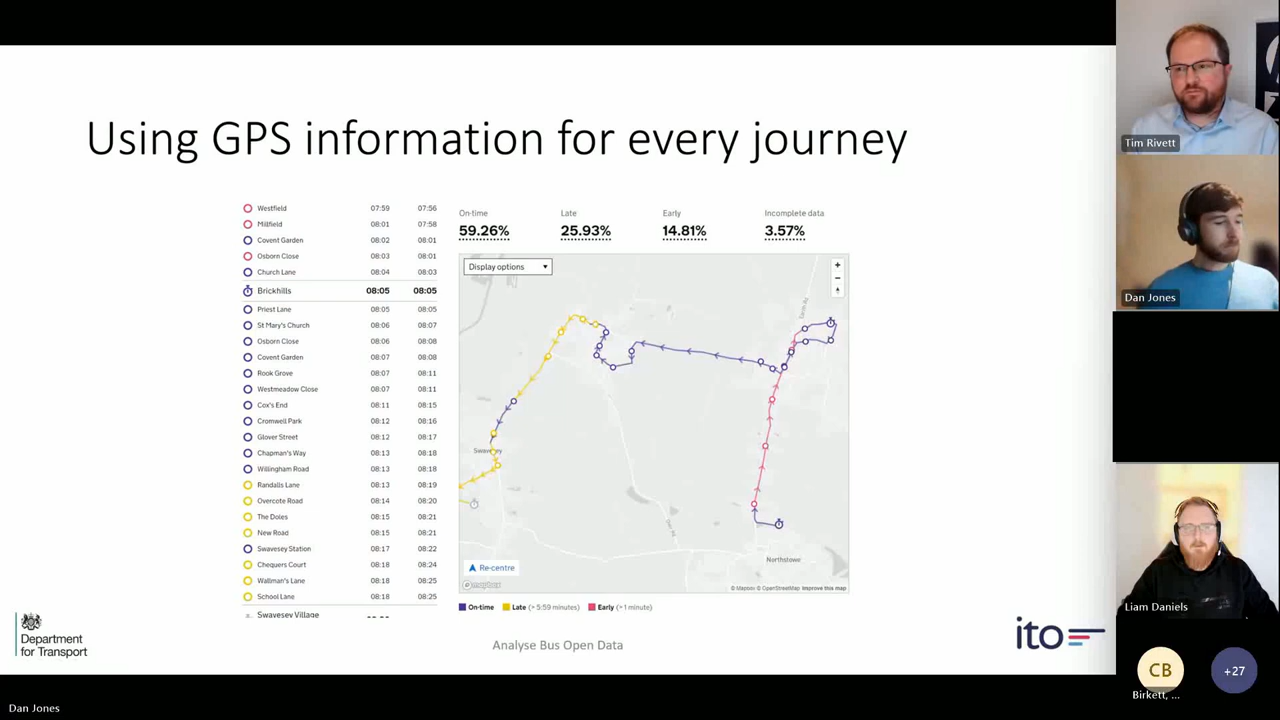 Using GPS information for every journey
Westfield 07:59 07:56
Millfield 08:01 07:58
Covent Garden 08:02 08:01
Osborn Close 08:03 08:01
Church Lane 08:04 08:03
Brickhills 08:05 08:05
Priest Lane 08:05 08:05
St Mary's Church 08:06 08:07
Osborn Close 08:06 08:08
Covent Garden 08:07 08:08
Rook Grove 08:07 08:11
Westmeadow Close 08:07 08:11
Cox's End 08:11 08:15
Cromwell Park 08:12 08:16
Glover Street 08:12 08:17
Chapman's Way 08:13 08:18
Willingham Road 08:13 08:18
Randalls Lane 08:13 08:19
Overcote Road 08:14 08:20
The Doles 08:15 08:21
New Road 08:15 08:21
Swavesey Station 08:17 08:22
Chequers Court 08:18 08:24
Wallman's Lane 08:18 08:25
School Lane 08:18 08:25
Swavesey Village
On-time Late Early Incomplete data
59.26% 25.93% 14.81% 3.57%
Display options
Swavesey
Northstowe
Re-centre
mapbox
© Mapbox © OpenStreetMap Improve this map
On-time Late (> 5:59 minutes) Early (> 1 minute)
Department
for Transport
Analyse Bus Open Data
ito
Tim Rivett
Dan Jones
Liam Daniels
CB
Birkett, ...
+27
Dan Jones